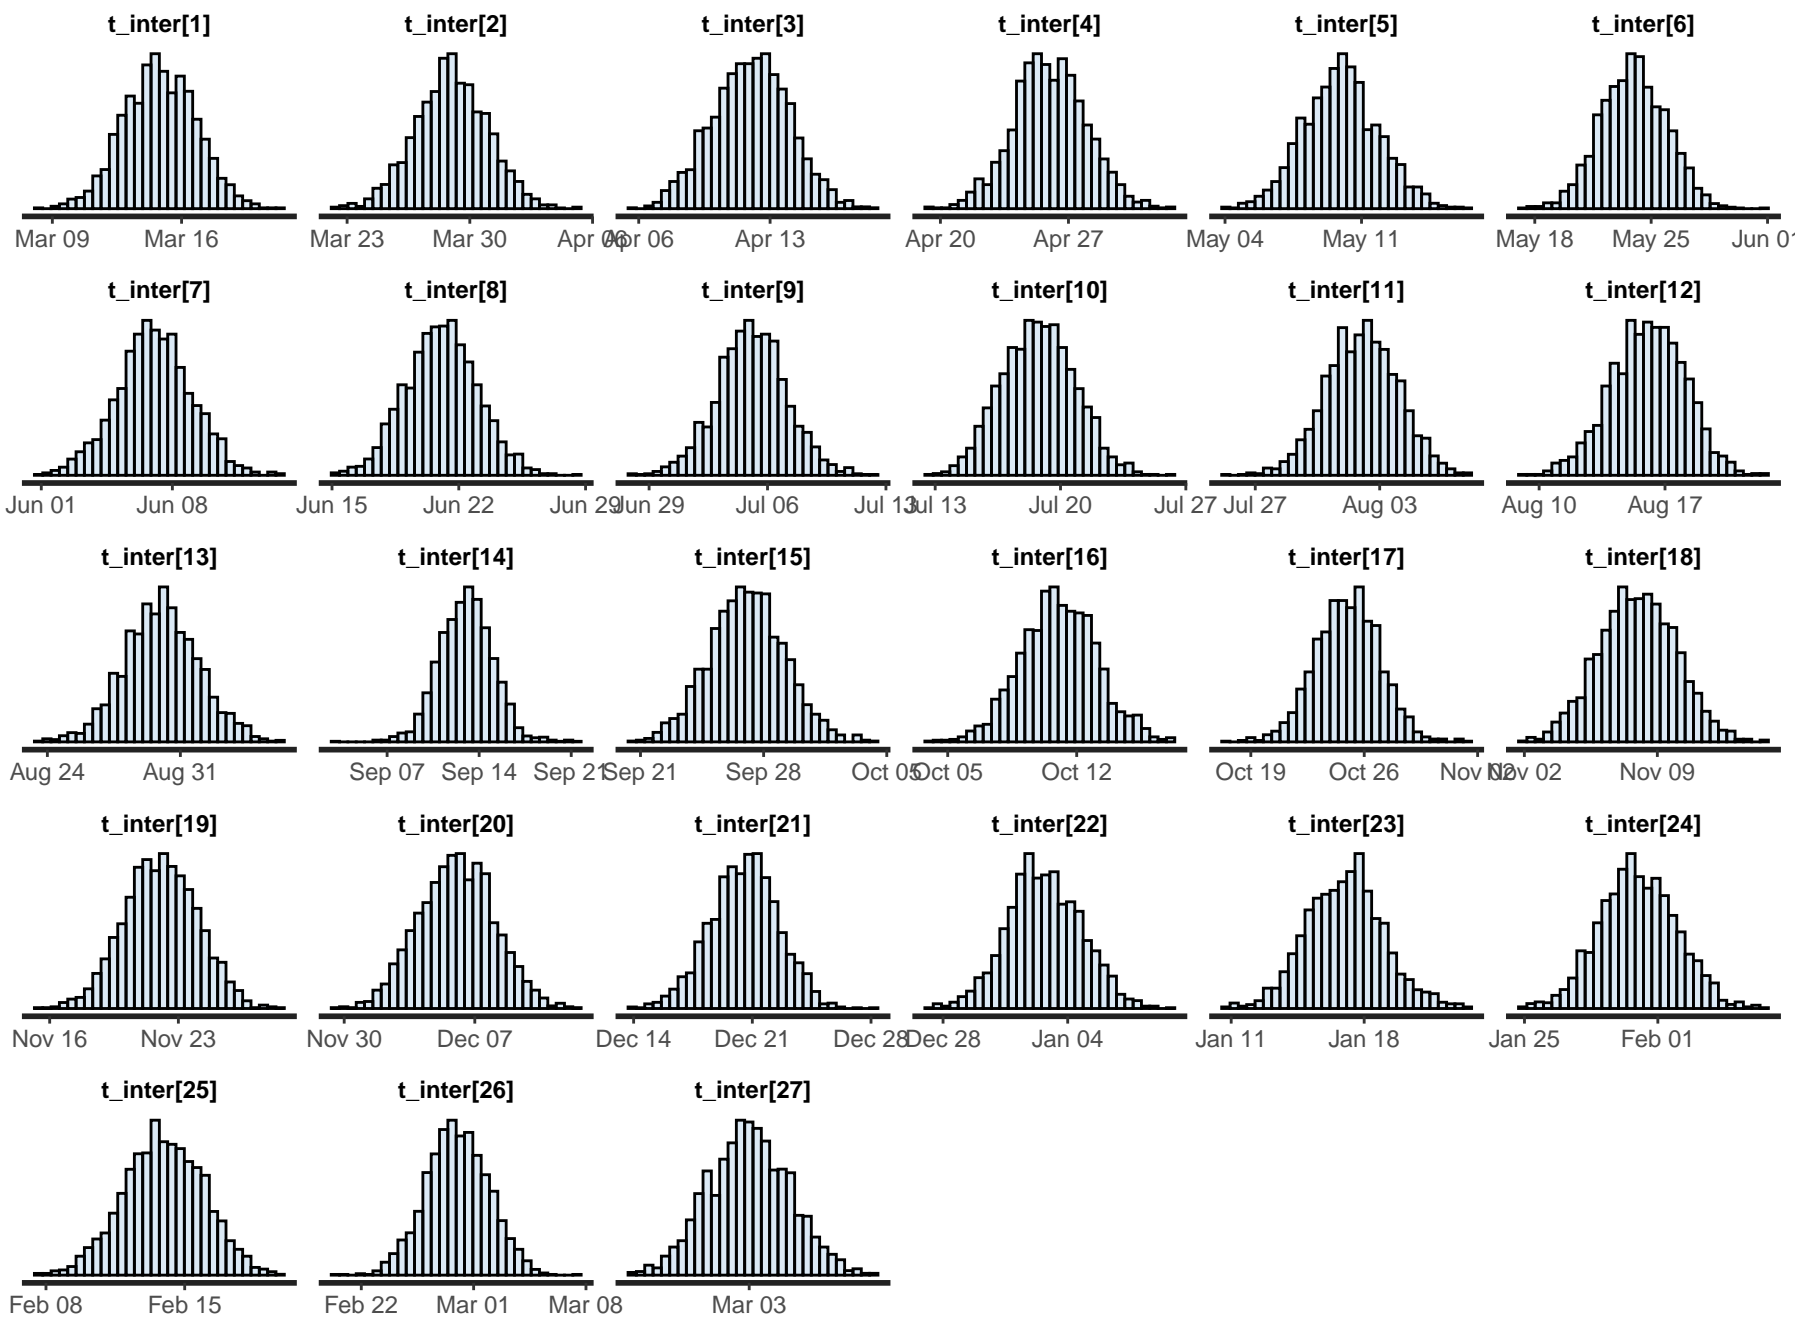 t_inter[1] t_inter[2] t_inter[3] t_inter[4] t_inter[5] t_inter[6]
Mar 09 Mar 16 Mar 23 Mar 30 Apr 06 Apr 06 Apr 13 Apr 20 Apr 27 May 04 May 11 May 18 May 25 Jun 01
t_inter[7] t_inter[8] t_inter[9] t_inter[10] t_inter[11] t_inter[12]
Jun 01 Jun 08 Jun 15 Jun 22 Jun 29 Jun 29 Jul 06 Jul 13 Jul 13 Jul 20 Jul 27 Jul 27 Aug 03 Aug 10 Aug 17
t_inter[13] t_inter[14] t_inter[15] t_inter[16] t_inter[17] t_inter[18]
Aug 24 Aug 31 Sep 07 Sep 14 Sep 21 Sep 21 Sep 28 Oct 05 Oct 05 Oct 12 Oct 19 Oct 26 Nov 02 Nov 02 Nov 09
t_inter[19] t_inter[20] t_inter[21] t_inter[22] t_inter[23] t_inter[24]
Nov 16 Nov 23 Nov 30 Dec 07 Dec 14 Dec 21 Dec 28 Dec 28 Jan 04 Jan 11 Jan 18 Jan 25 Feb 01
t_inter[25] t_inter[26] t_inter[27]
Feb 08 Feb 15 Feb 22 Mar 01 Mar 08 Mar 03